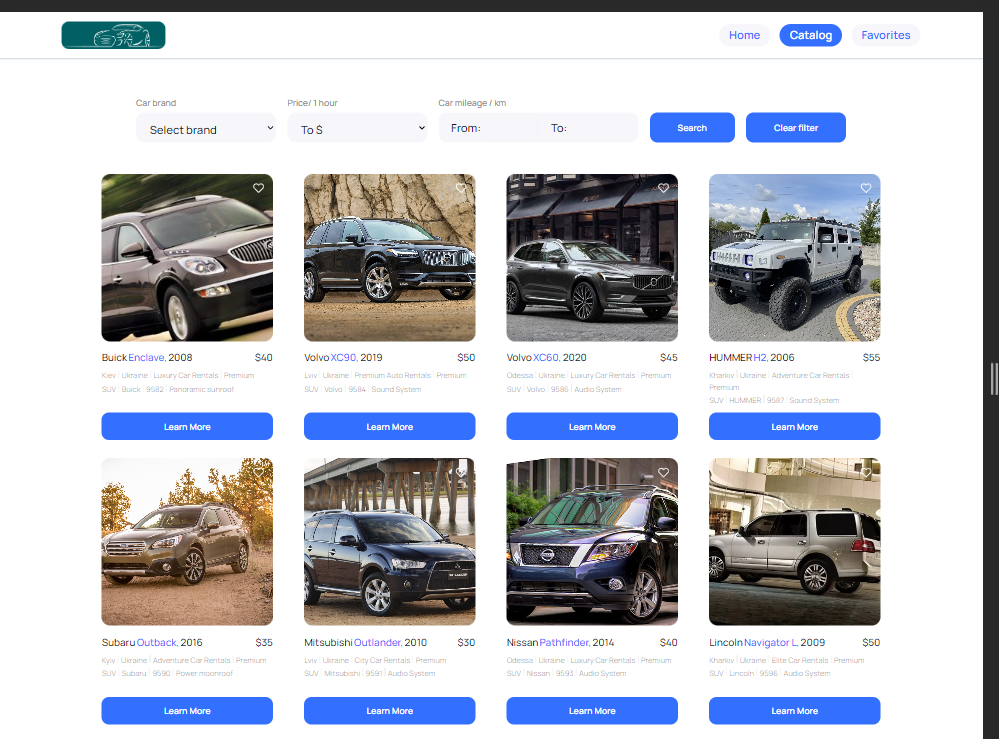 Home Catalog Favorites
Car brand Price/ 1 hour Car mileage / km
Select brand To $ From: To: Search Clear filter
Buick Enclave, 2008 $40
Kiev | Ukraine | Luxury Car Rentals | Premium
SUV | Buick | 9582 | Panoramic sunroof
Learn More
Volvo XC90, 2019 $50
Lviv | Ukraine | Premium Auto Rentals | Premium
SUV | Volvo | 9584 | Sound System
Learn More
Volvo XC60, 2020 $45
Odessa | Ukraine | Luxury Car Rentals | Premium
SUV | Volvo | 9586 | Audio System
Learn More
HUMMER H2, 2006 $55
Kharkiv | Ukraine | Adventure Car Rentals |
Premium
SUV | HUMMER | 9587 | Sound System
Learn More
Subaru Outback, 2016 $35
Kyiv | Ukraine | Adventure Car Rentals | Premium
SUV | Subaru | 9590 | Power moonroof
Learn More
Mitsubishi Outlander, 2010 $30
Lviv | Ukraine | City Car Rentals | Premium
SUV | Mitsubishi | 9591 | Audio System
Learn More
Nissan Pathfinder, 2014 $40
Odessa | Ukraine | Luxury Car Rentals | Premium
SUV | Nissan | 9593 | Audio System
Learn More
Lincoln Navigator L, 2009 $50
Kharkiv | Ukraine | Elite Car Rentals | Premium
SUV | Lincoln | 9596 | Audio System
Learn More